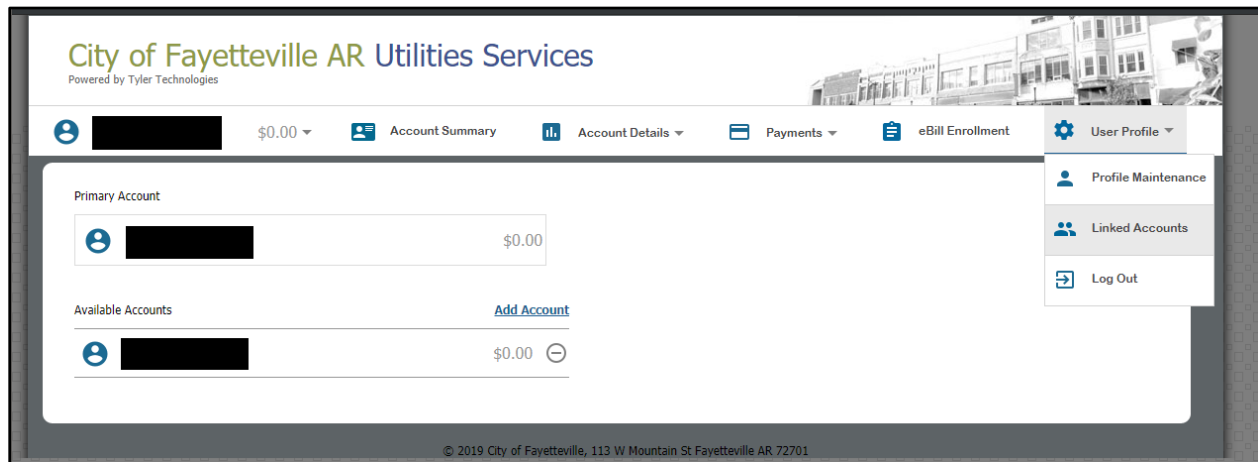 City of Fayetteville AR Utilities Services
Powered by Tyler Technologies
$0.00 Account Summary Account Details Payments eBill Enrollment User Profile
Profile Maintenance
Linked Accounts
Log Out
Primary Account
$0.00
Available Accounts Add Account
$0.00
© 2019 City of Fayetteville, 113 W Mountain St Fayetteville AR 72701